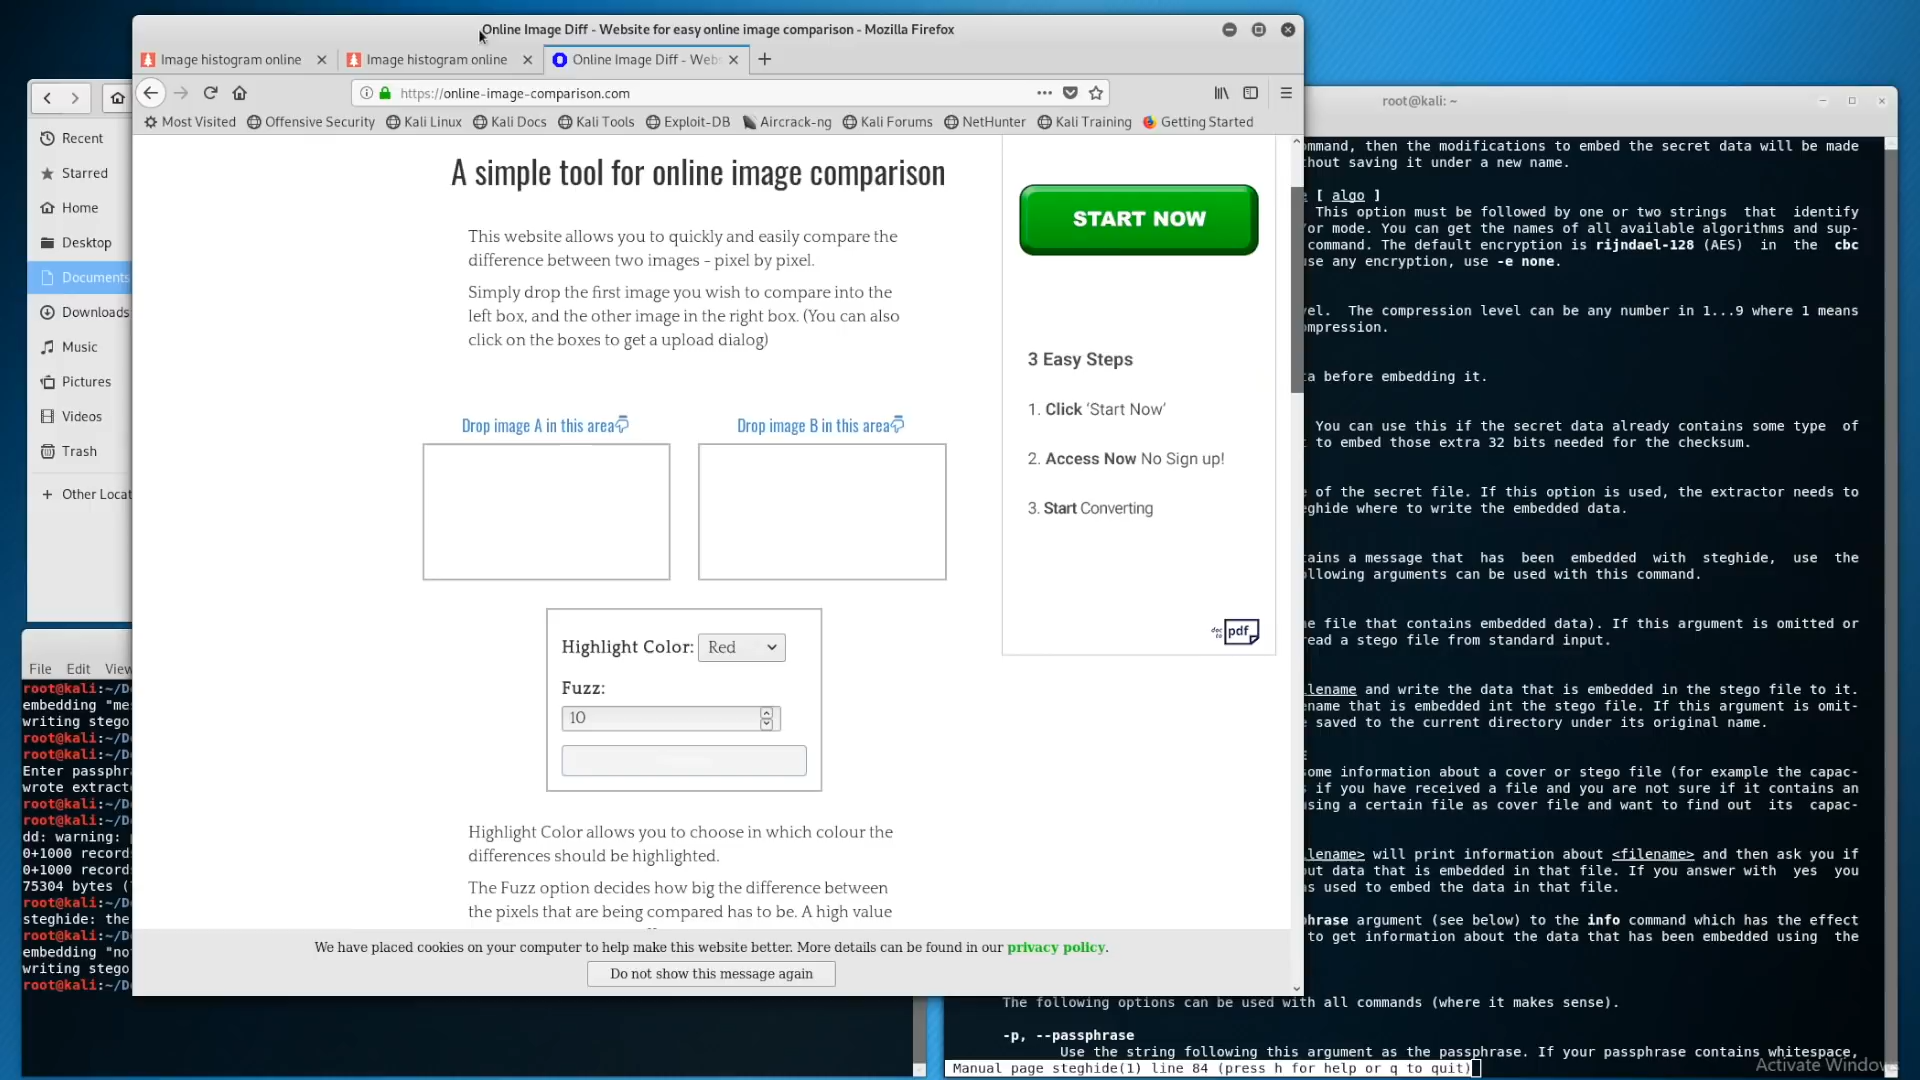 Online Image Diff - Website for easy online image comparison - Mozilla Firefox
Image histogram online
Image histogram online
Online Image Diff - Web
https://online-image-comparison.com
Most Visited
Offensive Security
Kali Linux
Kali Docs
Kali Tools
Exploit-DB
Aircrack-ng
Kali Forums
NetHunter
Kali Training
Getting Started
A simple tool for online image comparison
This website allows you to quickly and easily compare the
difference between two images - pixel by pixel.
Simply drop the first image you wish to compare into the
left box, and the other image in the right box. (You can also
click on the boxes to get a upload dialog)
Drop image A in this area
Drop image B in this area
Highlight Color: Red
Fuzz:
10
Highlight Color allows you to choose in which colour the
differences should be highlighted.
The Fuzz option decides how big the difference between
the pixels that are being compared has to be. A high value
START NOW
3 Easy Steps
1. Click ‘Start Now’
2. Access Now No Sign up!
3. Start Converting
doc to pdf
We have placed cookies on your computer to help make this website better. More details can be found in our privacy policy.
Do not show this message again
Recent
Starred
Home
Desktop
Documents
Downloads
Music
Pictures
Videos
Trash
+ Other Locat
File Edit View
root@kali:~/D
embedding "me
writing stego
root@kali:~/D
root@kali:~/D
Enter passphr
wrote extract
root@kali:~/D
root@kali:~/D
dd: warning:
0+1000 record
0+1000 record
75304 bytes (
root@kali:~/D
steghide: the
root@kali:~/D
embedding "no
writing stego
root@kali:~/D
root@kali: ~
ommand, then the modifications to embed the secret data will be made
hout saving it under a new name.
[ algo ]
This option must be followed by one or two strings that identify
or mode. You can get the names of all available algorithms and sup-
command. The default encryption is rijndael-128 (AES) in the cbc
se any encryption, use -e none.
vel. The compression level can be any number in 1...9 where 1 means
ompression.
a before embedding it.
You can use this if the secret data already contains some type of
to embed those extra 32 bits needed for the checksum.
e of the secret file. If this option is used, the extractor needs to
eghide where to write the embedded data.
tains a message that has been embedded with steghide, use the
ollowing arguments can be used with this command.
he file that contains embedded data). If this argument is omitted or
read a stego file from standard input.
lename and write the data that is embedded in the stego file to it.
ename that is embedded int the stego file. If this argument is omit-
e saved to the current directory under its original name.
ome information about a cover or stego file (for example the capac-
s if you have received a file and you are not sure if it contains an
using a certain file as cover file and want to find out its capac-
lename> will print information about <filename> and then ask you if
ut data that is embedded in that file. If you answer with yes you
as used to embed the data in that file.
phrase argument (see below) to the info command which has the effect
to get information about the data that has been embedded using the
The following options can be used with all commands (where it makes sense).
-p, --passphrase
Use the string following this argument as the passphrase. If your passphrase contains whitespace,
Manual page steghide(1) line 84 (press h for help or q to quit)
Activate Windows